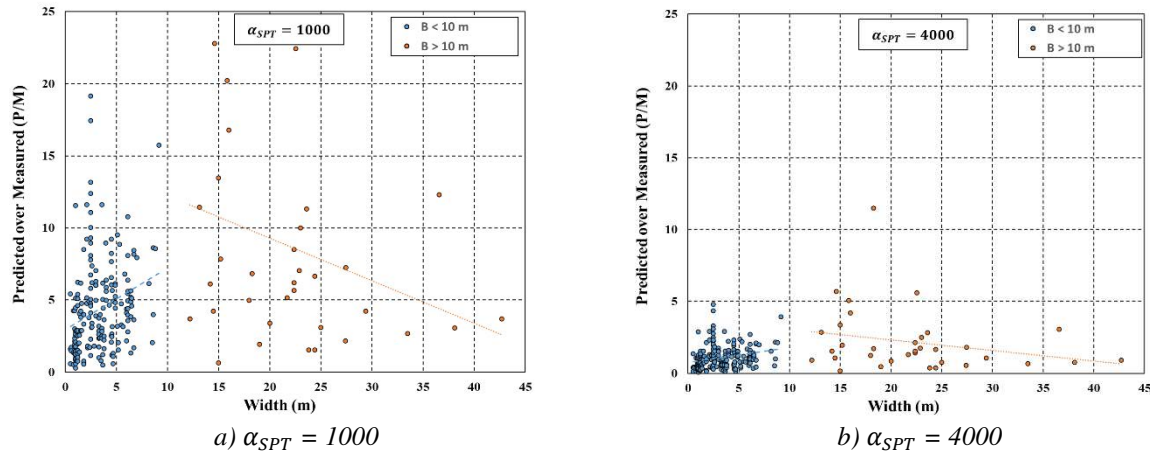 25
20
15
10
5
0
0 5 10 15 20 25 30 35 40 45
Predicted over Measured (P/M)
Width (m)
α_SPT = 1000
B < 10 m
B > 10 m
a) α_SPT = 1000
25
20
15
10
5
0
0 5 10 15 20 25 30 35 40 45
Predicted over Measured (P/M)
Width (m)
α_SPT = 4000
B < 10 m
B > 10 m
b) α_SPT = 4000